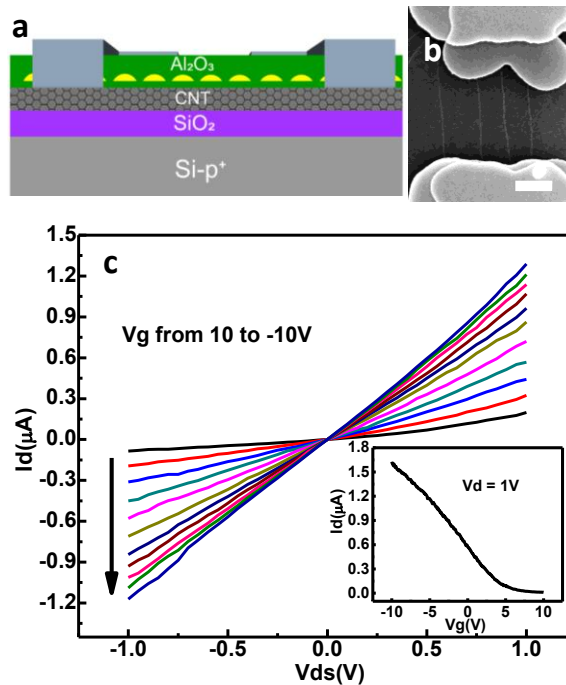 a
Al₂O₃
CNT
SiO₂
Si-p⁺
b
c
Vg from 10 to -10V
Id(μA)
1.5
1.2
0.9
0.6
0.3
0.0
-0.3
-0.6
-0.9
-1.2
-1.0
-0.5
0.0
0.5
1.0
Vds(V)
Vd = 1V
Id(μA)
1.8
1.5
1.2
0.9
0.6
0.3
0.0
-10
-5
0
5
10
Vg(V)